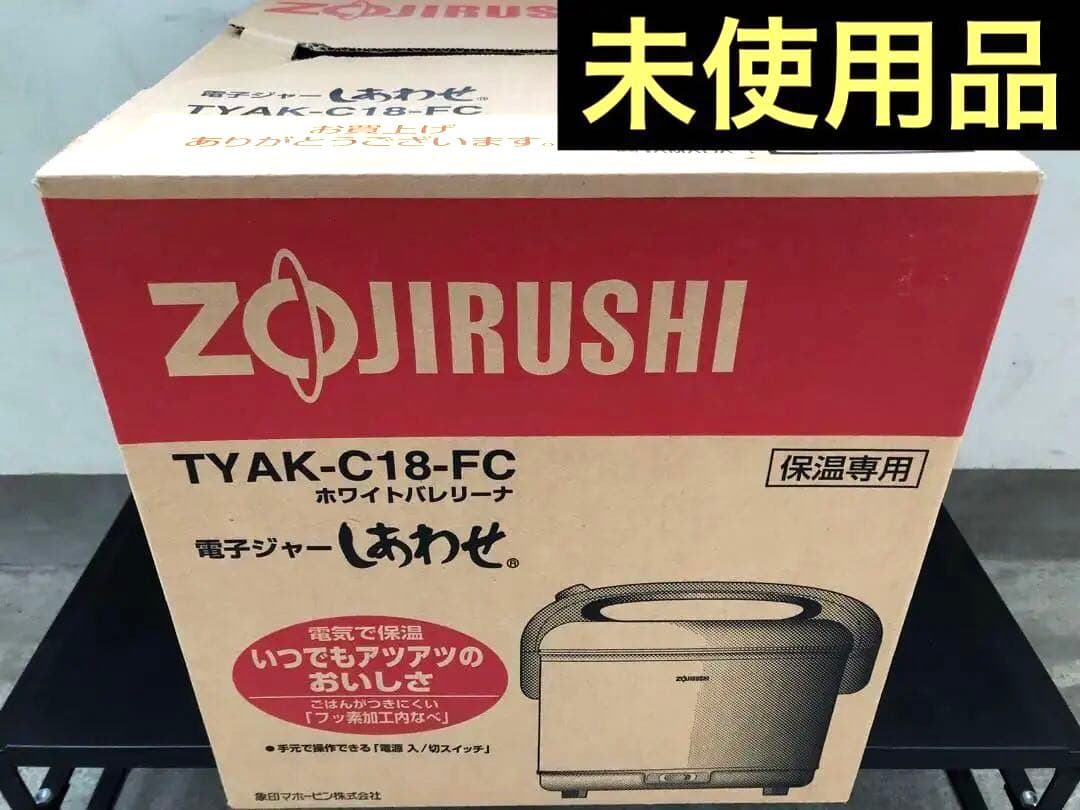 ZOJIRUSHI
未使用品
電子ジャーしあわせ®
TYAK-C18-FC
お買上げ
ありがとうございます。
ZOJIRUSHI
TYAK-C18-FC
ホワイトバレリーナ
保温専用
電子ジャーしあわせ®
電気で保温
いつでもアツアツの
おいしさ
ごはんがつきにくい
「フッ素加工内なべ」
●手元で操作できる「電源 入/切スイッチ」
ZOJIRUSHI
象印マホービン株式会社